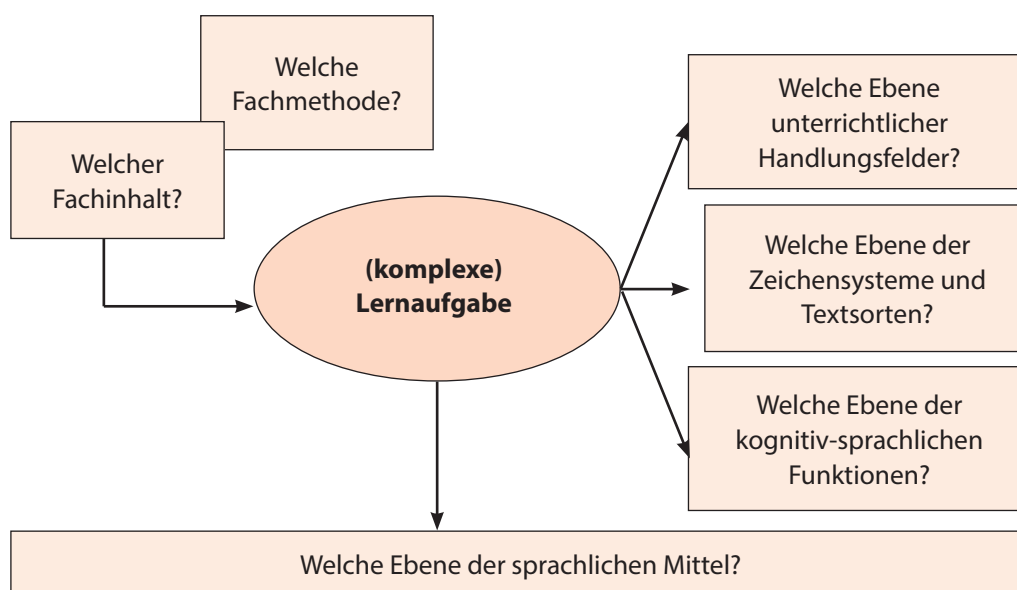 Welche
Fachmethode?
Welcher
Fachinhalt?
(komplexe)
Lernaufgabe
Welche Ebene
unterrichtlicher
Handlungsfelder?
Welche Ebene der
Zeichensysteme und
Textsorten?
Welche Ebene der
kognitiv-sprachlichen
Funktionen?
Welche Ebene der sprachlichen Mittel?